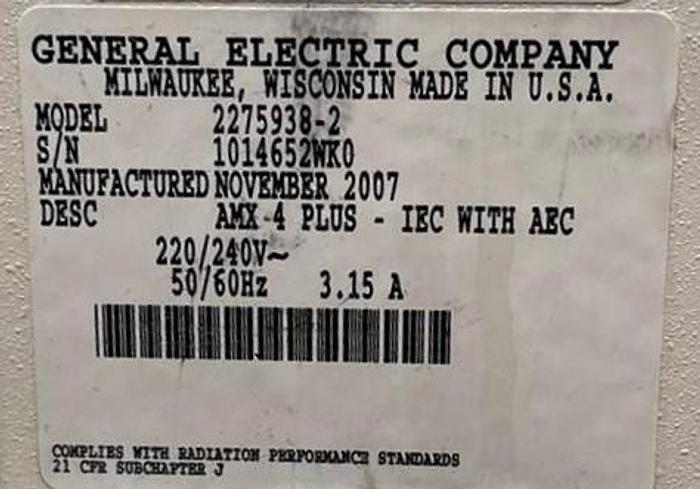 GENERAL ELECTRIC COMPANY
MILWAUKEE, WISCONSIN MADE IN U.S.A.
MODEL 2275938-2
S/N 1014652WK0
MANUFACTURED NOVEMBER 2007
DESC AMX-4 PLUS - IEC WITH AEC
220/240V~
50/60Hz 3.15 A
COMPLIES WITH RADIATION PERFORMANCE STANDARDS
21 CFR SUBCHAPTER J